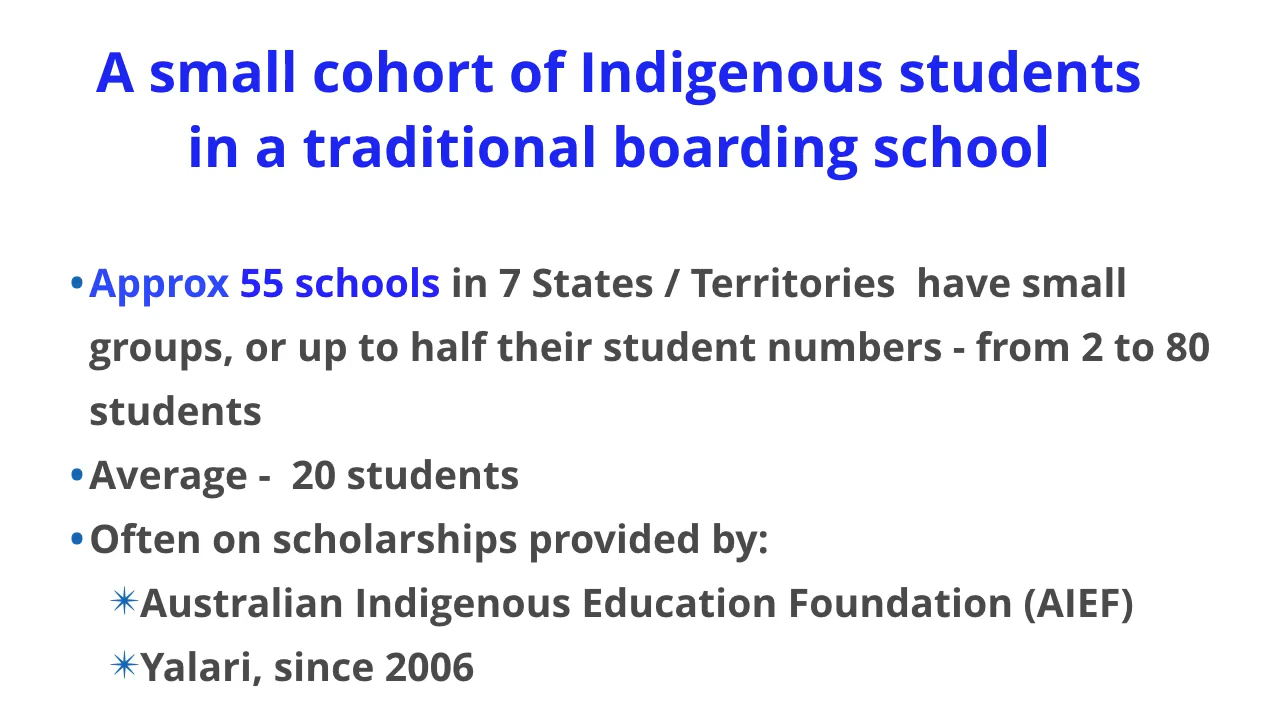 A small cohort of Indigenous students
in a traditional boarding school
•Approx 55 schools in 7 States / Territories  have small
groups, or up to half their student numbers - from 2 to 80
students
•Average -  20 students
•Often on scholarships provided by:
✴Australian Indigenous Education Foundation (AIEF)
✴Yalari, since 2006